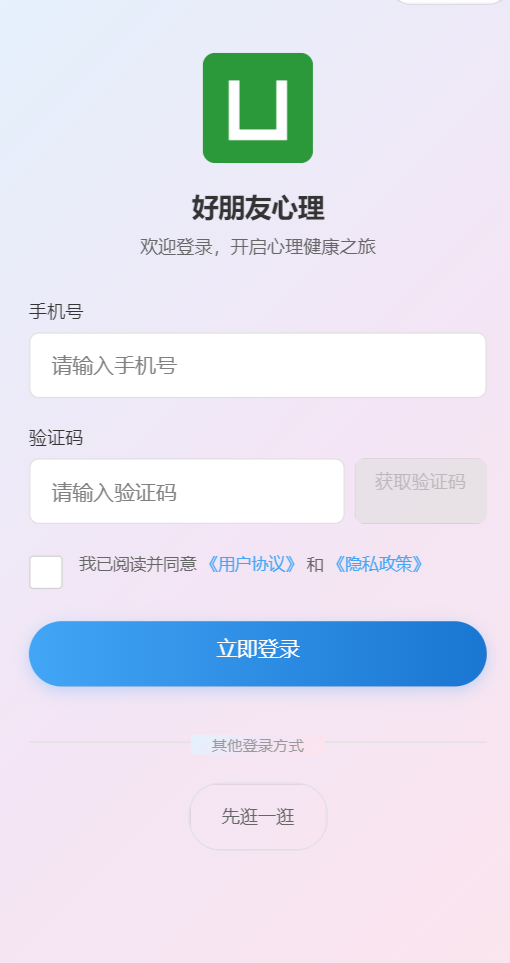 好朋友心理
欢迎登录，开启心理健康之旅
手机号
请输入手机号
验证码
请输入验证码
获取验证码
我已阅读并同意 《用户协议》 和 《隐私政策》
立即登录
其他登录方式
先逛一逛